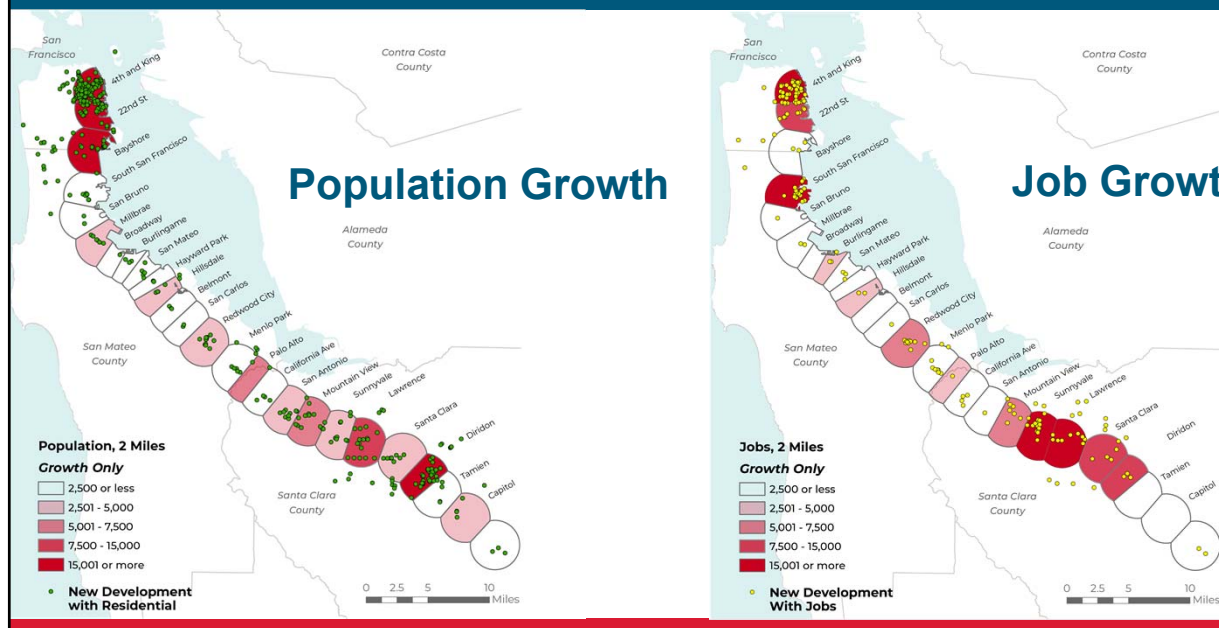 San
Francisco
Contra Costa
County
4th and King
22nd St
Bayshore
South San Francisco
San Bruno
Millbrae
Broadway
Burlingame
San Mateo
Hayward Park
Hillsdale
Belmont
San Carlos
Redwood City
Menlo Park
Palo Alto
California Ave
San Antonio
Mountain View
Sunnyvale
Lawrence
Santa Clara
Diridon
Tamien
Capitol
Population Growth
Alameda
County
San Mateo
County
Santa Clara
County
Population, 2 Miles
Growth Only
2,500 or less
2,501 - 5,000
5,001 - 7,500
7,500 - 15,000
15,001 or more
New Development
with Residential
0 2.5 5 10
Miles
San
Francisco
Contra Costa
County
4th and King
22nd St
Bayshore
South San Francisco
San Bruno
Millbrae
Broadway
Burlingame
San Mateo
Hayward Park
Hillsdale
Belmont
San Carlos
Redwood City
Menlo Park
Palo Alto
California Ave
San Antonio
Mountain View
Sunnyvale
Lawrence
Santa Clara
Diridon
Tamien
Capitol
Job Growt
Alameda
County
San Mateo
County
Santa Clara
County
Jobs, 2 Miles
Growth Only
2,500 or less
2,501 - 5,000
5,001 - 7,500
7,500 - 15,000
15,001 or more
New Development
With Jobs
0 2.5 5 10
Miles